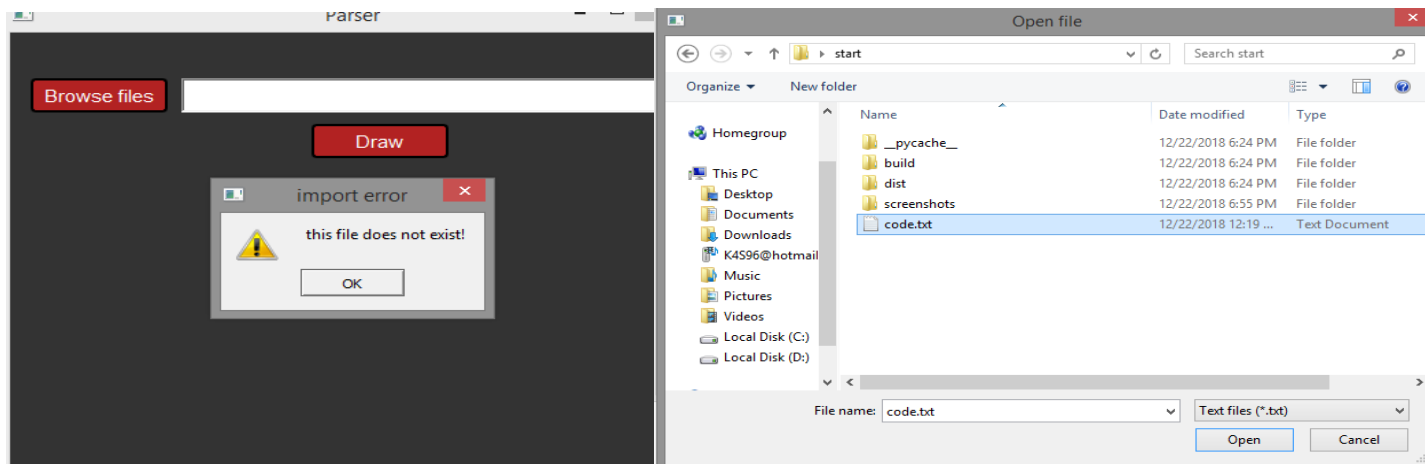 Parser
Browse files
Draw
import error
this file does not exist!
OK
Open file
start
Search start
Organize
New folder
Name
Date modified
Type
Homegroup
This PC
Desktop
Documents
Downloads
K4S96@hotmail
Music
Pictures
Videos
Local Disk (C:)
Local Disk (D:)
__pycache__ 12/22/2018 6:24 PM File folder
build 12/22/2018 6:24 PM File folder
dist 12/22/2018 6:24 PM File folder
screenshots 12/22/2018 6:55 PM File folder
code.txt 12/22/2018 12:19 ... Text Document
File name: code.txt
Text files (*.txt)
Open
Cancel